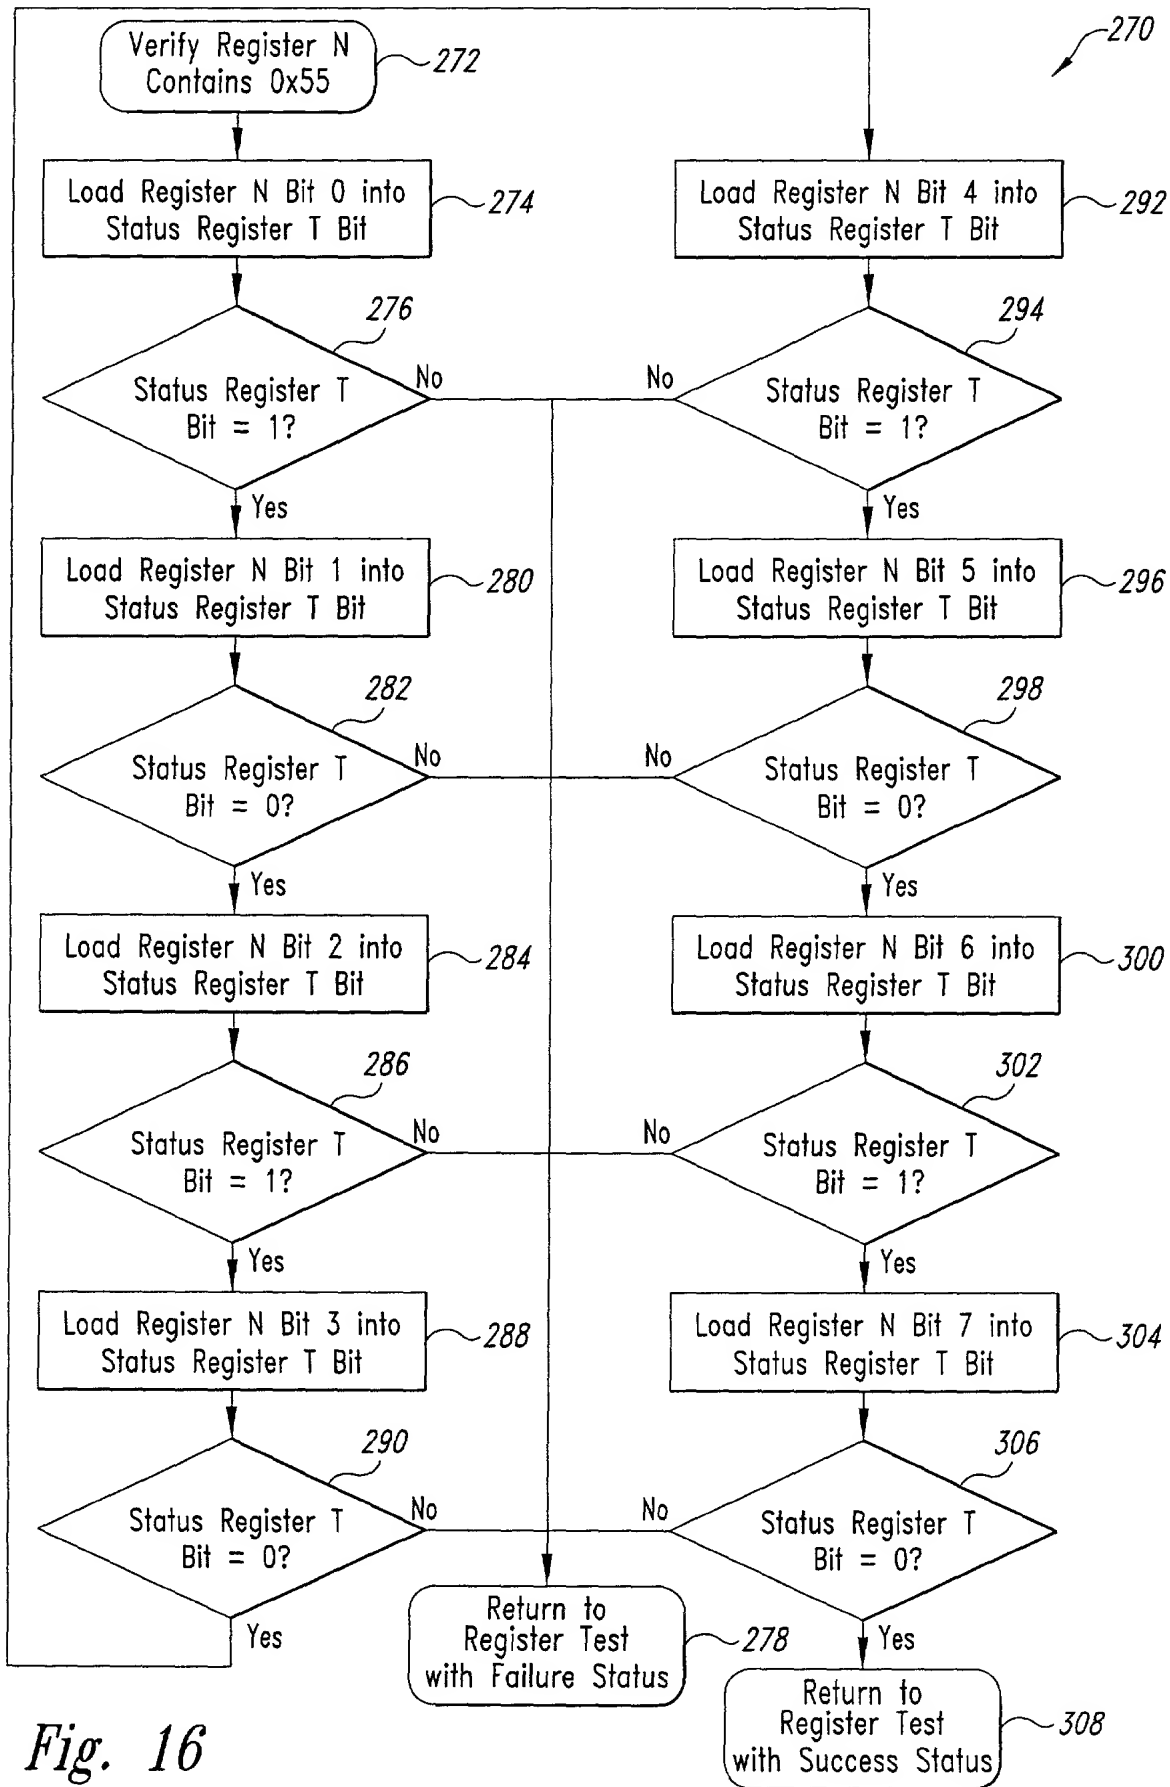 270
Verify Register N
Contains 0x55
272
Load Register N Bit 0 into
Status Register T Bit
274
276
Status Register T
Bit = 1?
No
Yes
Load Register N Bit 1 into
Status Register T Bit
280
282
Status Register T
Bit = 0?
No
Yes
Load Register N Bit 2 into
Status Register T Bit
284
286
Status Register T
Bit = 1?
No
Yes
Load Register N Bit 3 into
Status Register T Bit
288
290
Status Register T
Bit = 0?
No
Yes
Load Register N Bit 4 into
Status Register T Bit
292
294
Status Register T
Bit = 1?
No
Yes
Load Register N Bit 5 into
Status Register T Bit
296
298
Status Register T
Bit = 0?
No
Yes
Load Register N Bit 6 into
Status Register T Bit
300
302
Status Register T
Bit = 1?
No
Yes
Load Register N Bit 7 into
Status Register T Bit
304
306
Status Register T
Bit = 0?
No
Yes
Return to
Register Test
with Failure Status
278
Return to
Register Test
with Success Status
308
Fig. 16